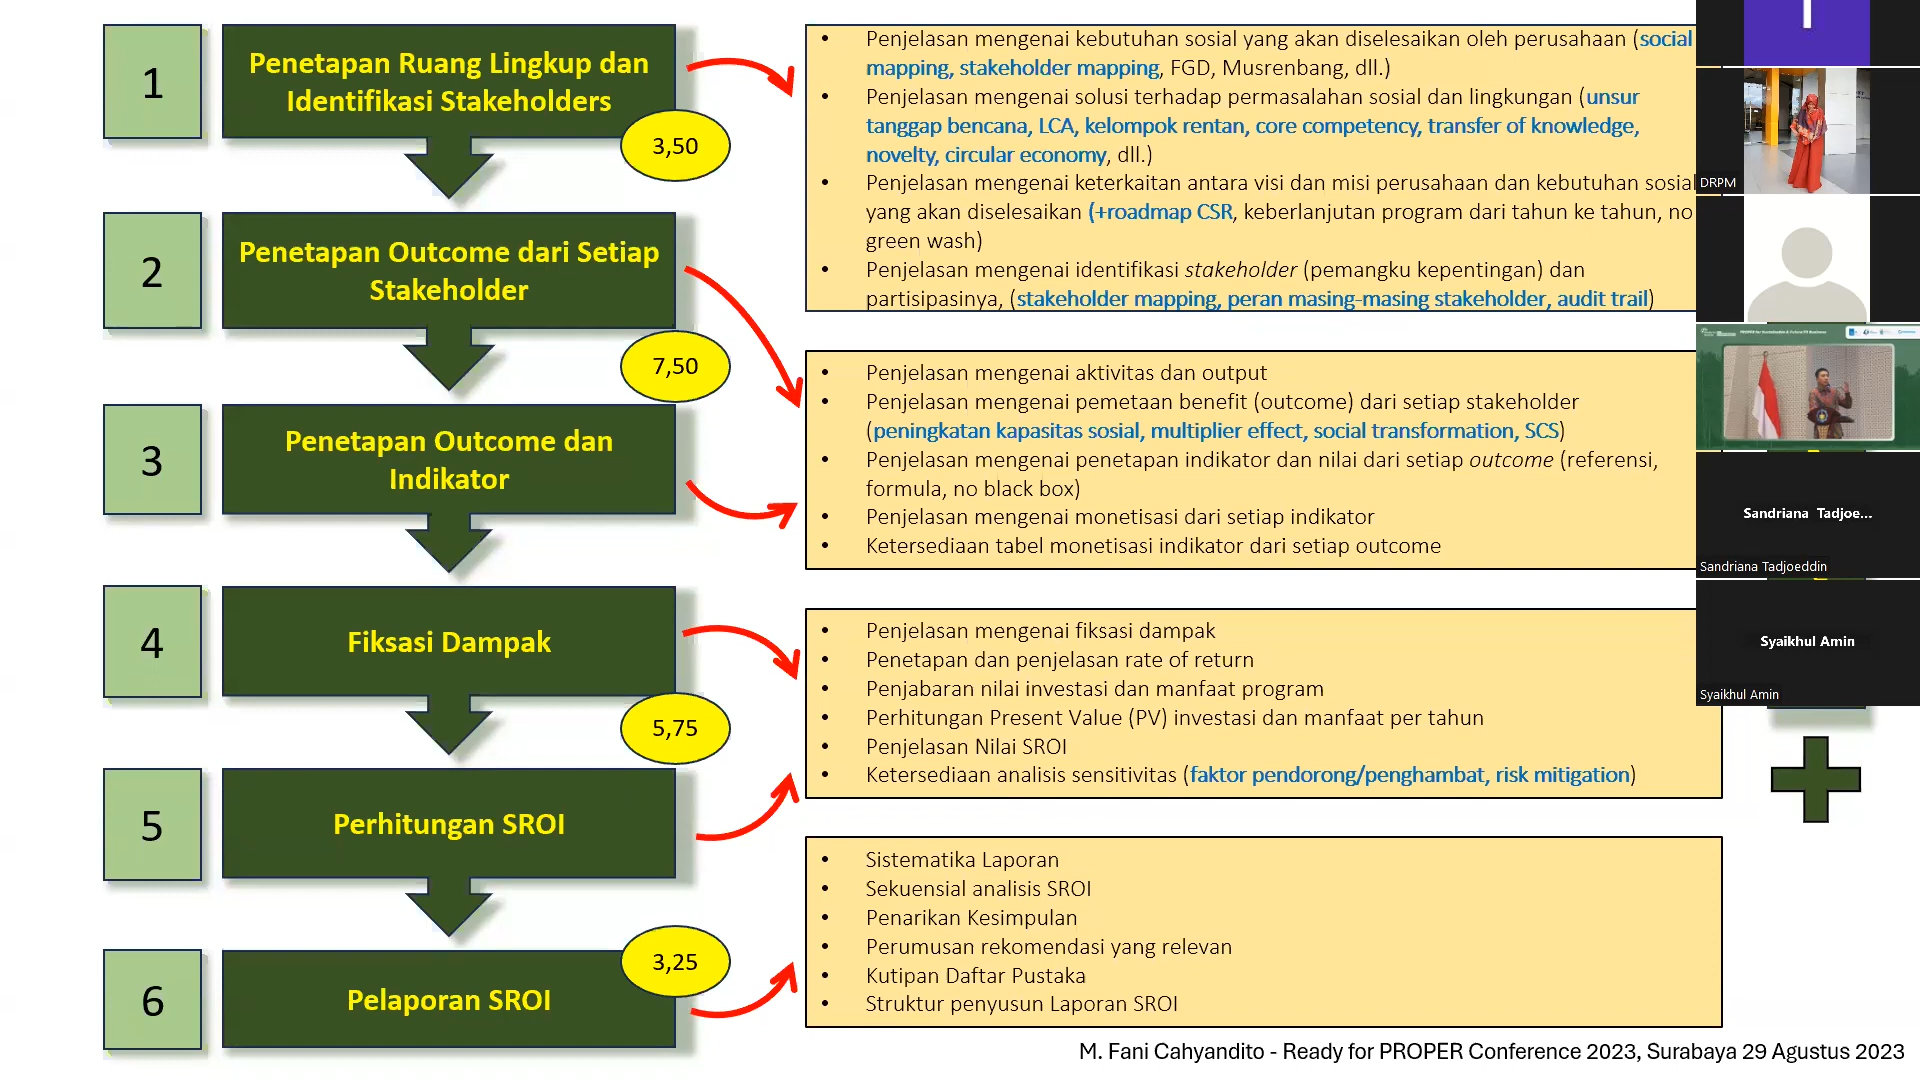 1
Penetapan Ruang Lingkup dan
Identifikasi Stakeholders
3,50
2
Penetapan Outcome dari Setiap
Stakeholder
7,50
3
Penetapan Outcome dan
Indikator
4
Fiksasi Dampak
5,75
5
Perhitungan SROI
6
Pelaporan SROI
3,25
• Penjelasan mengenai kebutuhan sosial yang akan diselesaikan oleh perusahaan (social
mapping, stakeholder mapping, FGD, Musrenbang, dll.)
• Penjelasan mengenai solusi terhadap permasalahan sosial dan lingkungan (unsur
tanggap bencana, LCA, kelompok rentan, core competency, transfer of knowledge,
novelty, circular economy, dll.)
• Penjelasan mengenai keterkaitan antara visi dan misi perusahaan dan kebutuhan sosial
yang akan diselesaikan (+roadmap CSR, keberlanjutan program dari tahun ke tahun, no
green wash)
• Penjelasan mengenai identifikasi stakeholder (pemangku kepentingan) dan
partisipasinya, (stakeholder mapping, peran masing-masing stakeholder, audit trail)
• Penjelasan mengenai aktivitas dan output
• Penjelasan mengenai pemetaan benefit (outcome) dari setiap stakeholder
(peningkatan kapasitas sosial, multiplier effect, social transformation, SCS)
• Penjelasan mengenai penetapan indikator dan nilai dari setiap outcome (referensi,
formula, no black box)
• Penjelasan mengenai monetisasi dari setiap indikator
• Ketersediaan tabel monetisasi indikator dari setiap outcome
• Penjelasan mengenai fiksasi dampak
• Penetapan dan penjelasan rate of return
• Penjabaran nilai investasi dan manfaat program
• Perhitungan Present Value (PV) investasi dan manfaat per tahun
• Penjelasan Nilai SROI
• Ketersediaan analisis sensitivitas (faktor pendorong/penghambat, risk mitigation)
• Sistematika Laporan
• Sekuensial analisis SROI
• Penarikan Kesimpulan
• Perumusan rekomendasi yang relevan
• Kutipan Daftar Pustaka
• Struktur penyusun Laporan SROI
DRPM
Sandriana Tadjoe...
Sandriana Tadjoeddin
Syaikhul Amin
Syaikhul Amin
M. Fani Cahyandito - Ready for PROPER Conference 2023, Surabaya 29 Agustus 2023